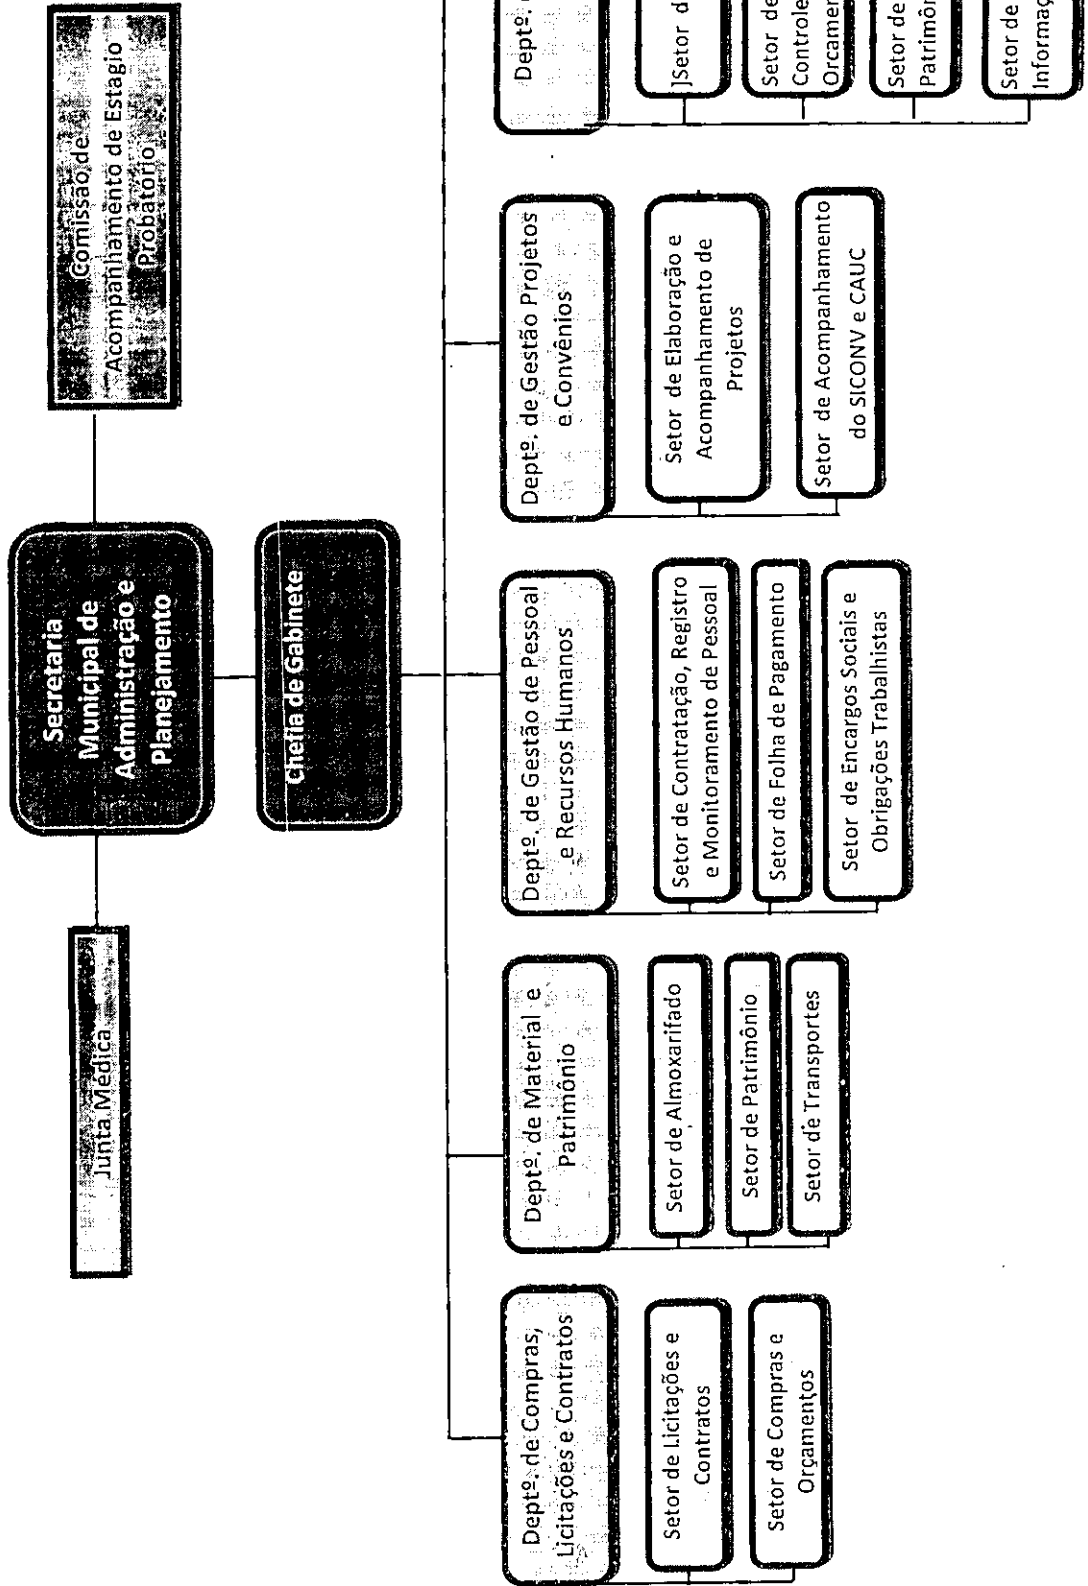 Comissão de
Acompanhamento de Estagio
Probatório
Secretaria
Municipal de
Administração e
Planejamento
Junta Médica
Chefia de Gabinete
Deptº. de Compras,
Licitações e Contratos
Setor de Licitações e
Contratos
Setor de Compras e
Orçamentos
Deptº. de Material e
Patrimônio
Setor de Almoxarifado
Setor de Patrimônio
Setor de Transportes
Deptº. de Gestão de Pessoal
e Recursos Humanos
Setor de Contratação, Registro
e Monitoramento de Pessoal
Setor de Folha de Pagamento
Setor de Encargos Sociais e
Obrigações Trabalhistas
Deptº. de Gestão Projetos
e Convênios
Setor de Elaboração e
Acompanhamento de
Projetos
Setor de Acompanhamento
do SICONV e CAUC
Deptº.
Setor
Setor de
Controle
Setor de
Setor de